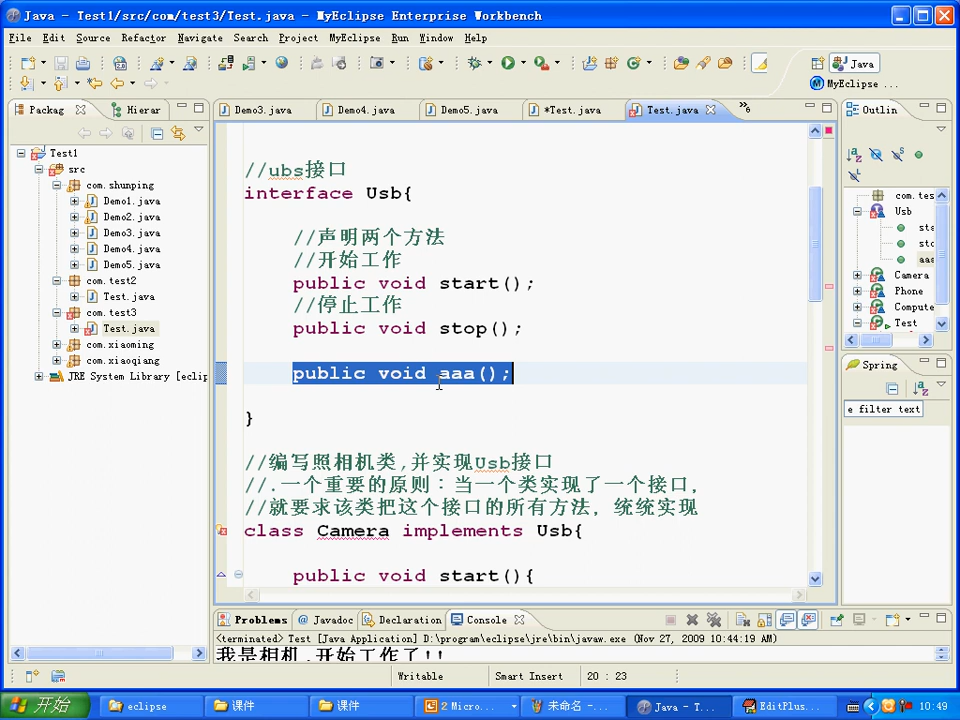 Java - Test1/src/com/test3/Test.java - MyEclipse Enterprise Workbench
File Edit Source Refactor Navigate Search Project MyEclipse Run Window Help
Java
MyEclipse ...
Packag Hierar
Demo3.java Demo4.java Demo5.java *Test.java Test.java
Outlin
Test1
src
com.shunping
Demo1.java
Demo2.java
Demo3.java
Demo4.java
Demo5.java
com.test2
Test.java
com.test3
Test.java
com.xiaoming
com.xiaoqiang
JRE System Library [eclip
//ubs接口
interface Usb{
//声明两个方法
//开始工作
public void start();
//停止工作
public void stop();
public void aaa();
}
//编写照相机类,并实现Usb接口
//.一个重要的原则：当一个类实现了一个接口,
//就要求该类把这个接口的所有方法, 统统实现
class Camera implements Usb{
public void start(){
com.tes
Usb
sta
sto
aaa
Camera
Phone
Compute
Test
Spring
e filter text
Problems Javadoc Declaration Console
<terminated> Test [Java Application] D:\program\eclipse\jre\bin\javaw.exe (Nov 27, 2009 10:44:19 AM)
我是相机,开始工作了!!
Writable Smart Insert 20 : 23
开始 eclipse 课件 课件 2 Micro... 未命名 -... Java - T... EditPlus... 10:49